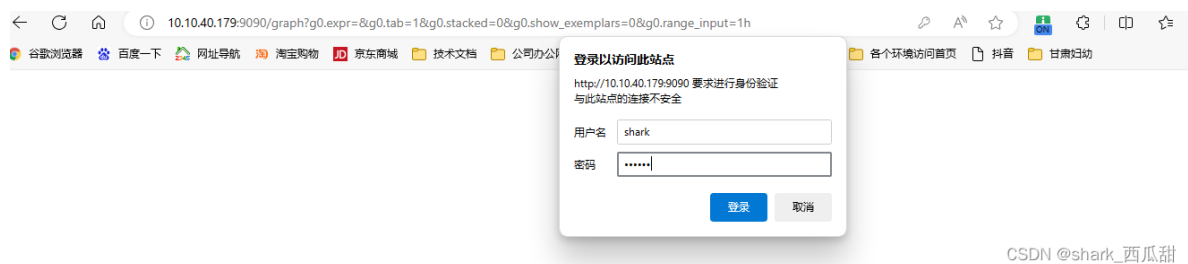 10.10.40.179:9090/graph?g0.expr=&g0.tab=1&g0.stacked=0&g0.show_exemplars=0&g0.range_input=1h
ON
谷歌浏览器 百度一下 2345 网址导航 淘 淘宝购物 JD 京东商城 技术文档 公司办公 各个环境访问首页 抖音 甘肃妇幼
登录以访问此站点
http://10.10.40.179:9090 要求进行身份验证
与此站点的连接不安全
用户名 shark
密码 ••••••
登录 取消
CSDN @shark_西瓜甜